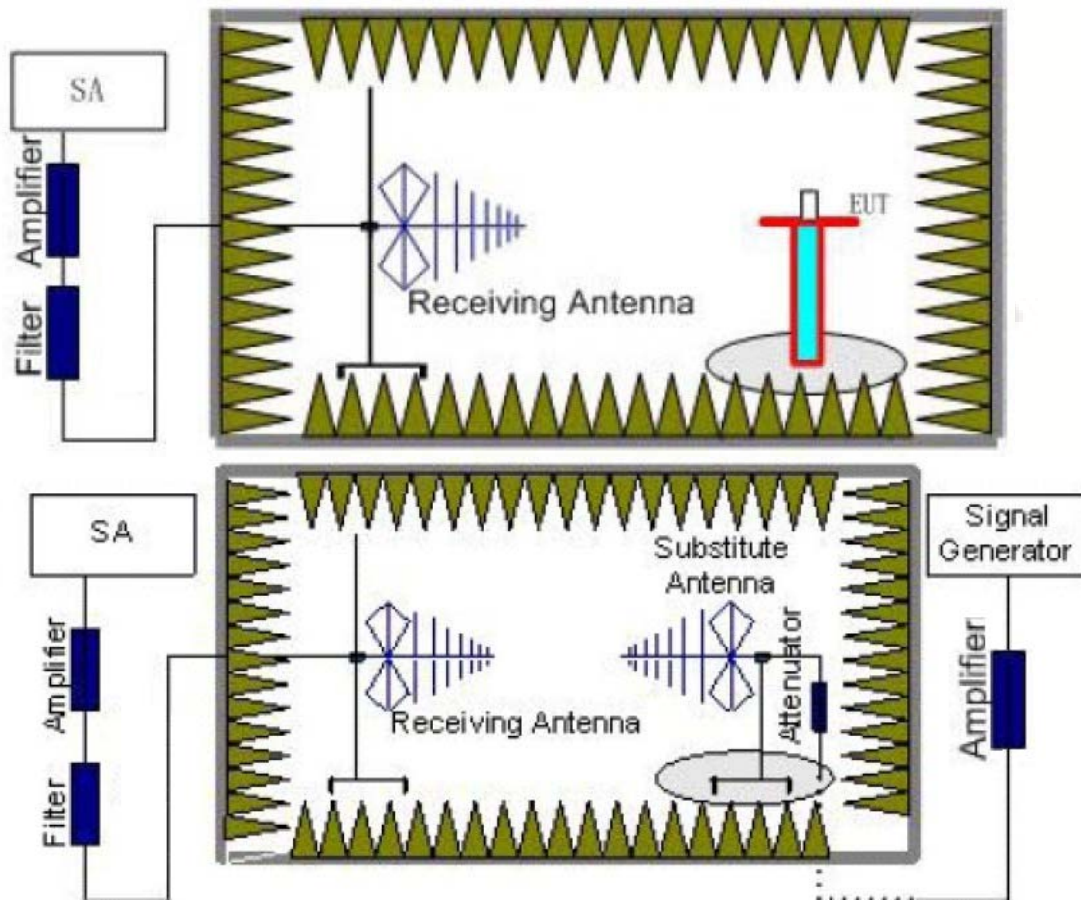 SA
Amplifier
Filter
Receiving Antenna
EUT
SA
Amplifier
Filter
Receiving Antenna
Substitute
Antenna
Attenuator
Signal
Generator
Amplifier